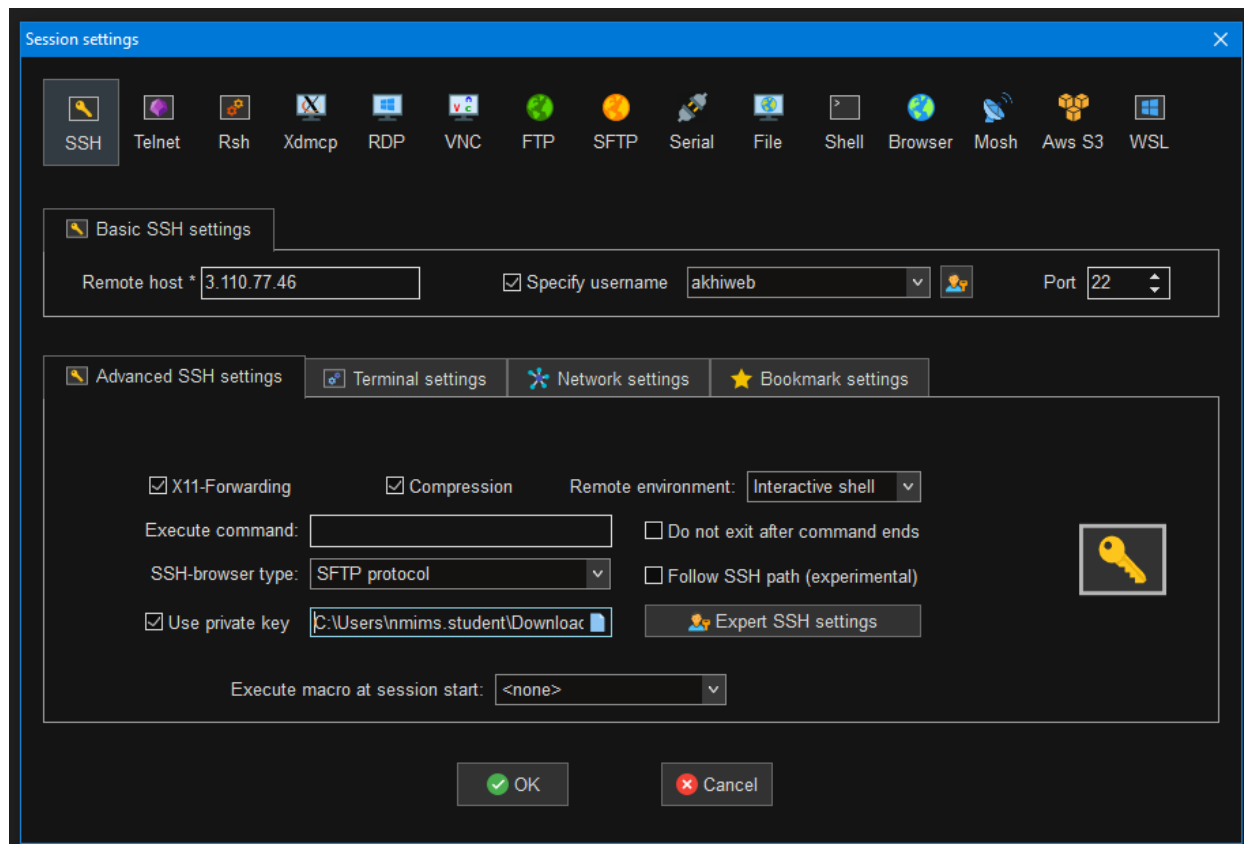 Session settings
SSH Telnet Rsh Xdmcp RDP VNC FTP SFTP Serial File Shell Browser Mosh Aws S3 WSL
Basic SSH settings
Remote host * 3.110.77.46 Specify username akhiweb Port 22
Advanced SSH settings Terminal settings Network settings Bookmark settings
X11-Forwarding Compression Remote environment: Interactive shell
Execute command: Do not exit after command ends
SSH-browser type: SFTP protocol Follow SSH path (experimental)
Use private key C:\Users\nmims.student\Downloac Expert SSH settings
Execute macro at session start: <none>
OK Cancel